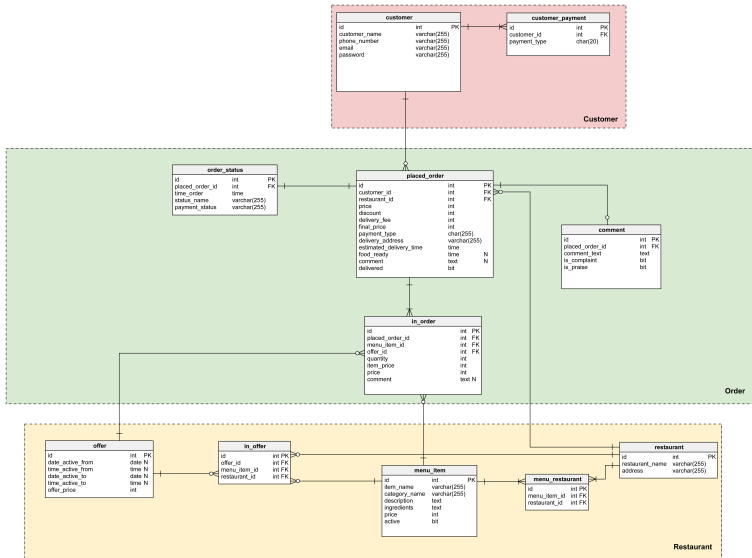 customer
id int PK
customer_name varchar(255)
phone_number varchar(255)
email varchar(255)
password varchar(255)
customer_payment
id int PK
customer_id int FK
payment_type char(20)
Customer
order_status
id int PK
placed_order_id int FK
time_order time
status_name varchar(255)
payment_status varchar(255)
placed_order
id int PK
customer_id int FK
restaurant_id int FK
price int
discount int
delivery_fee int
final_price int
payment_type char(255)
delivery_address varchar(255)
estimated_delivery_time time
food_ready time N
comment text N
delivered bit
comment
id int PK
placed_order_id int FK
comment_text text
is_complaint bit
is_praise bit
in_order
id int PK
placed_order_id int FK
menu_item_id int FK
offer_id int FK
quantity int
item_price int
price int
comment text N
Order
offer
id int PK
date_active_from date N
time_active_from time N
date_active_to date N
time_active_to time N
offer_price int
in_offer
id int PK
offer_id int FK
menu_item_id int FK
restaurant_id int FK
menu_item
id int PK
item_name varchar(255)
category_name varchar(255)
description text
ingredients text
price int
active bit
menu_restaurant
id int PK
menu_item_id int FK
restaurant_id int FK
restaurant
id int PK
restaurant_name varchar(255)
address varchar(255)
Restaurant